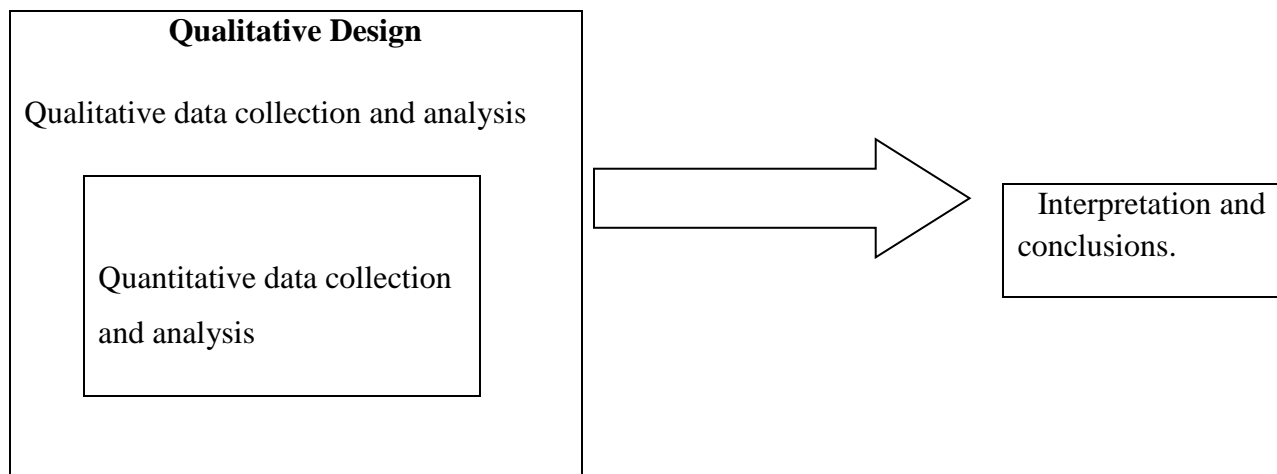 Qualitative Design
Qualitative data collection and analysis
Quantitative data collection
and analysis
Interpretation and
conclusions.